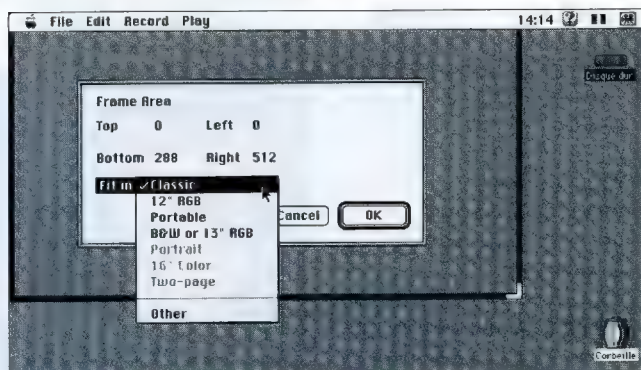 File Edit Record Play 14:14
Disque dur
Frame Area
Top 0 Left 0
Bottom 288 Right 512
Fit in ✓Classic
12" RGB
Portable
Cancel OK
B&W or 13" RGB
Portrait
16" Color
Two-page
Other
Corbeille